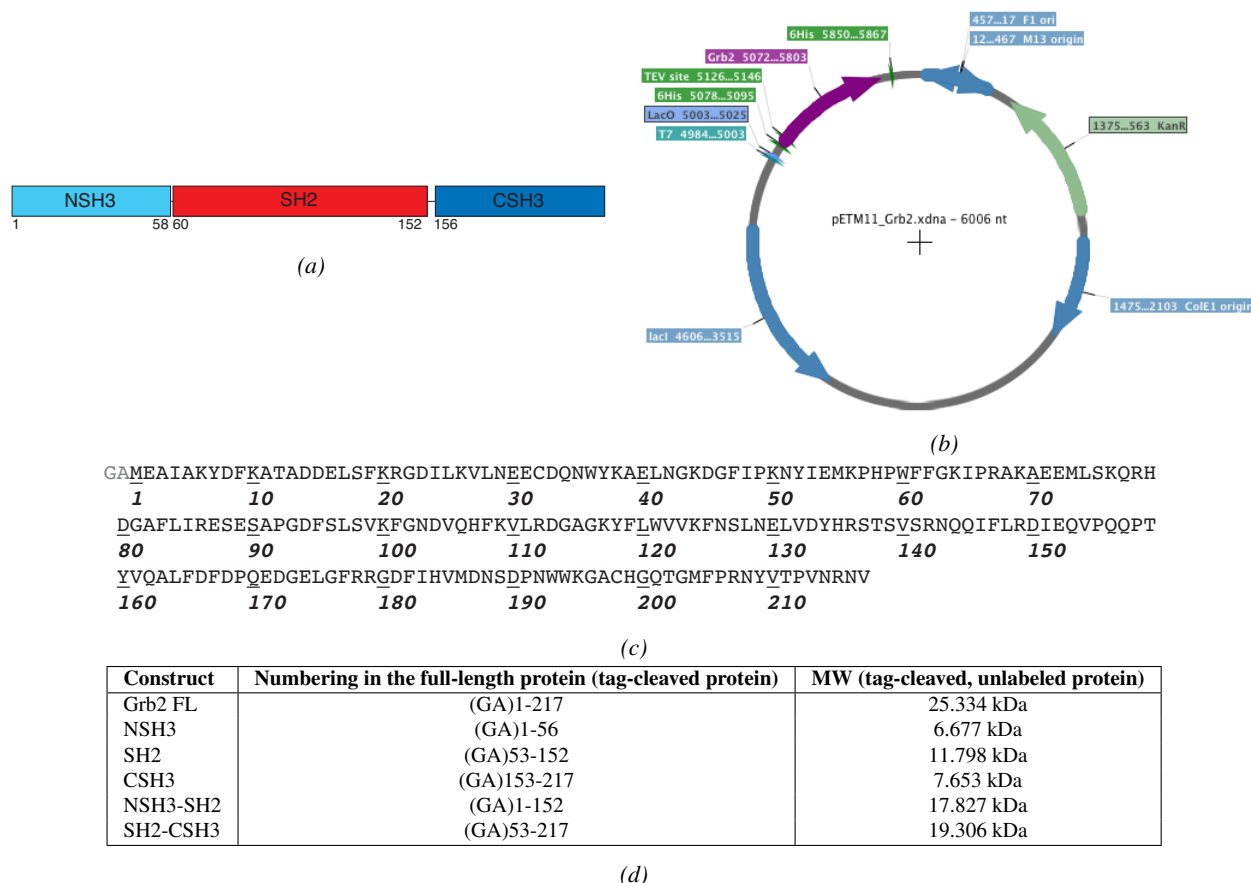 NSH3 SH2 CSH3
1 58 60 152 156
(a)
457...17 F1 ori
12...467 M13 origin
6His 5850...5867
Grb2 5072...5803
TEV site 5126...5146
6His 5078...5095
LacO 5003...5025
T7 4984...5003
1375...563 KanR
pETM11_Grb2.xdna - 6006 nt
1475...2103 ColE1 origin
lacI 4606...3515
(b)
GAMEAIAKYDFKATADDELSFKRGDILKVLNEECDQNWYKAELNGKDGFIPKNYIEMKPHPWFFGKIPRAKAEEMLSKQRH
1 10 20 30 40 50 60 70
DGAFLIRESESAPGDFSLSVKFGNDVQHFKVLRDGAGKYFLWVVKFNSLNELVDYHRSTSVSRNQQIFLRDIEQVPQQPT
80 90 100 110 120 130 140 150
YVQALFDFDPQEDGELGFRRGDFIHVMDNSDPNWWKGACHGQTGMFPRNYVTPVNRNV
160 170 180 190 200 210
(c)
Construct Numbering in the full-length protein (tag-cleaved protein) MW (tag-cleaved, unlabeled protein)
Grb2 FL (GA)1-217 25.334 kDa
NSH3 (GA)1-56 6.677 kDa
SH2 (GA)53-152 11.798 kDa
CSH3 (GA)153-217 7.653 kDa
NSH3-SH2 (GA)1-152 17.827 kDa
SH2-CSH3 (GA)53-217 19.306 kDa
(d)